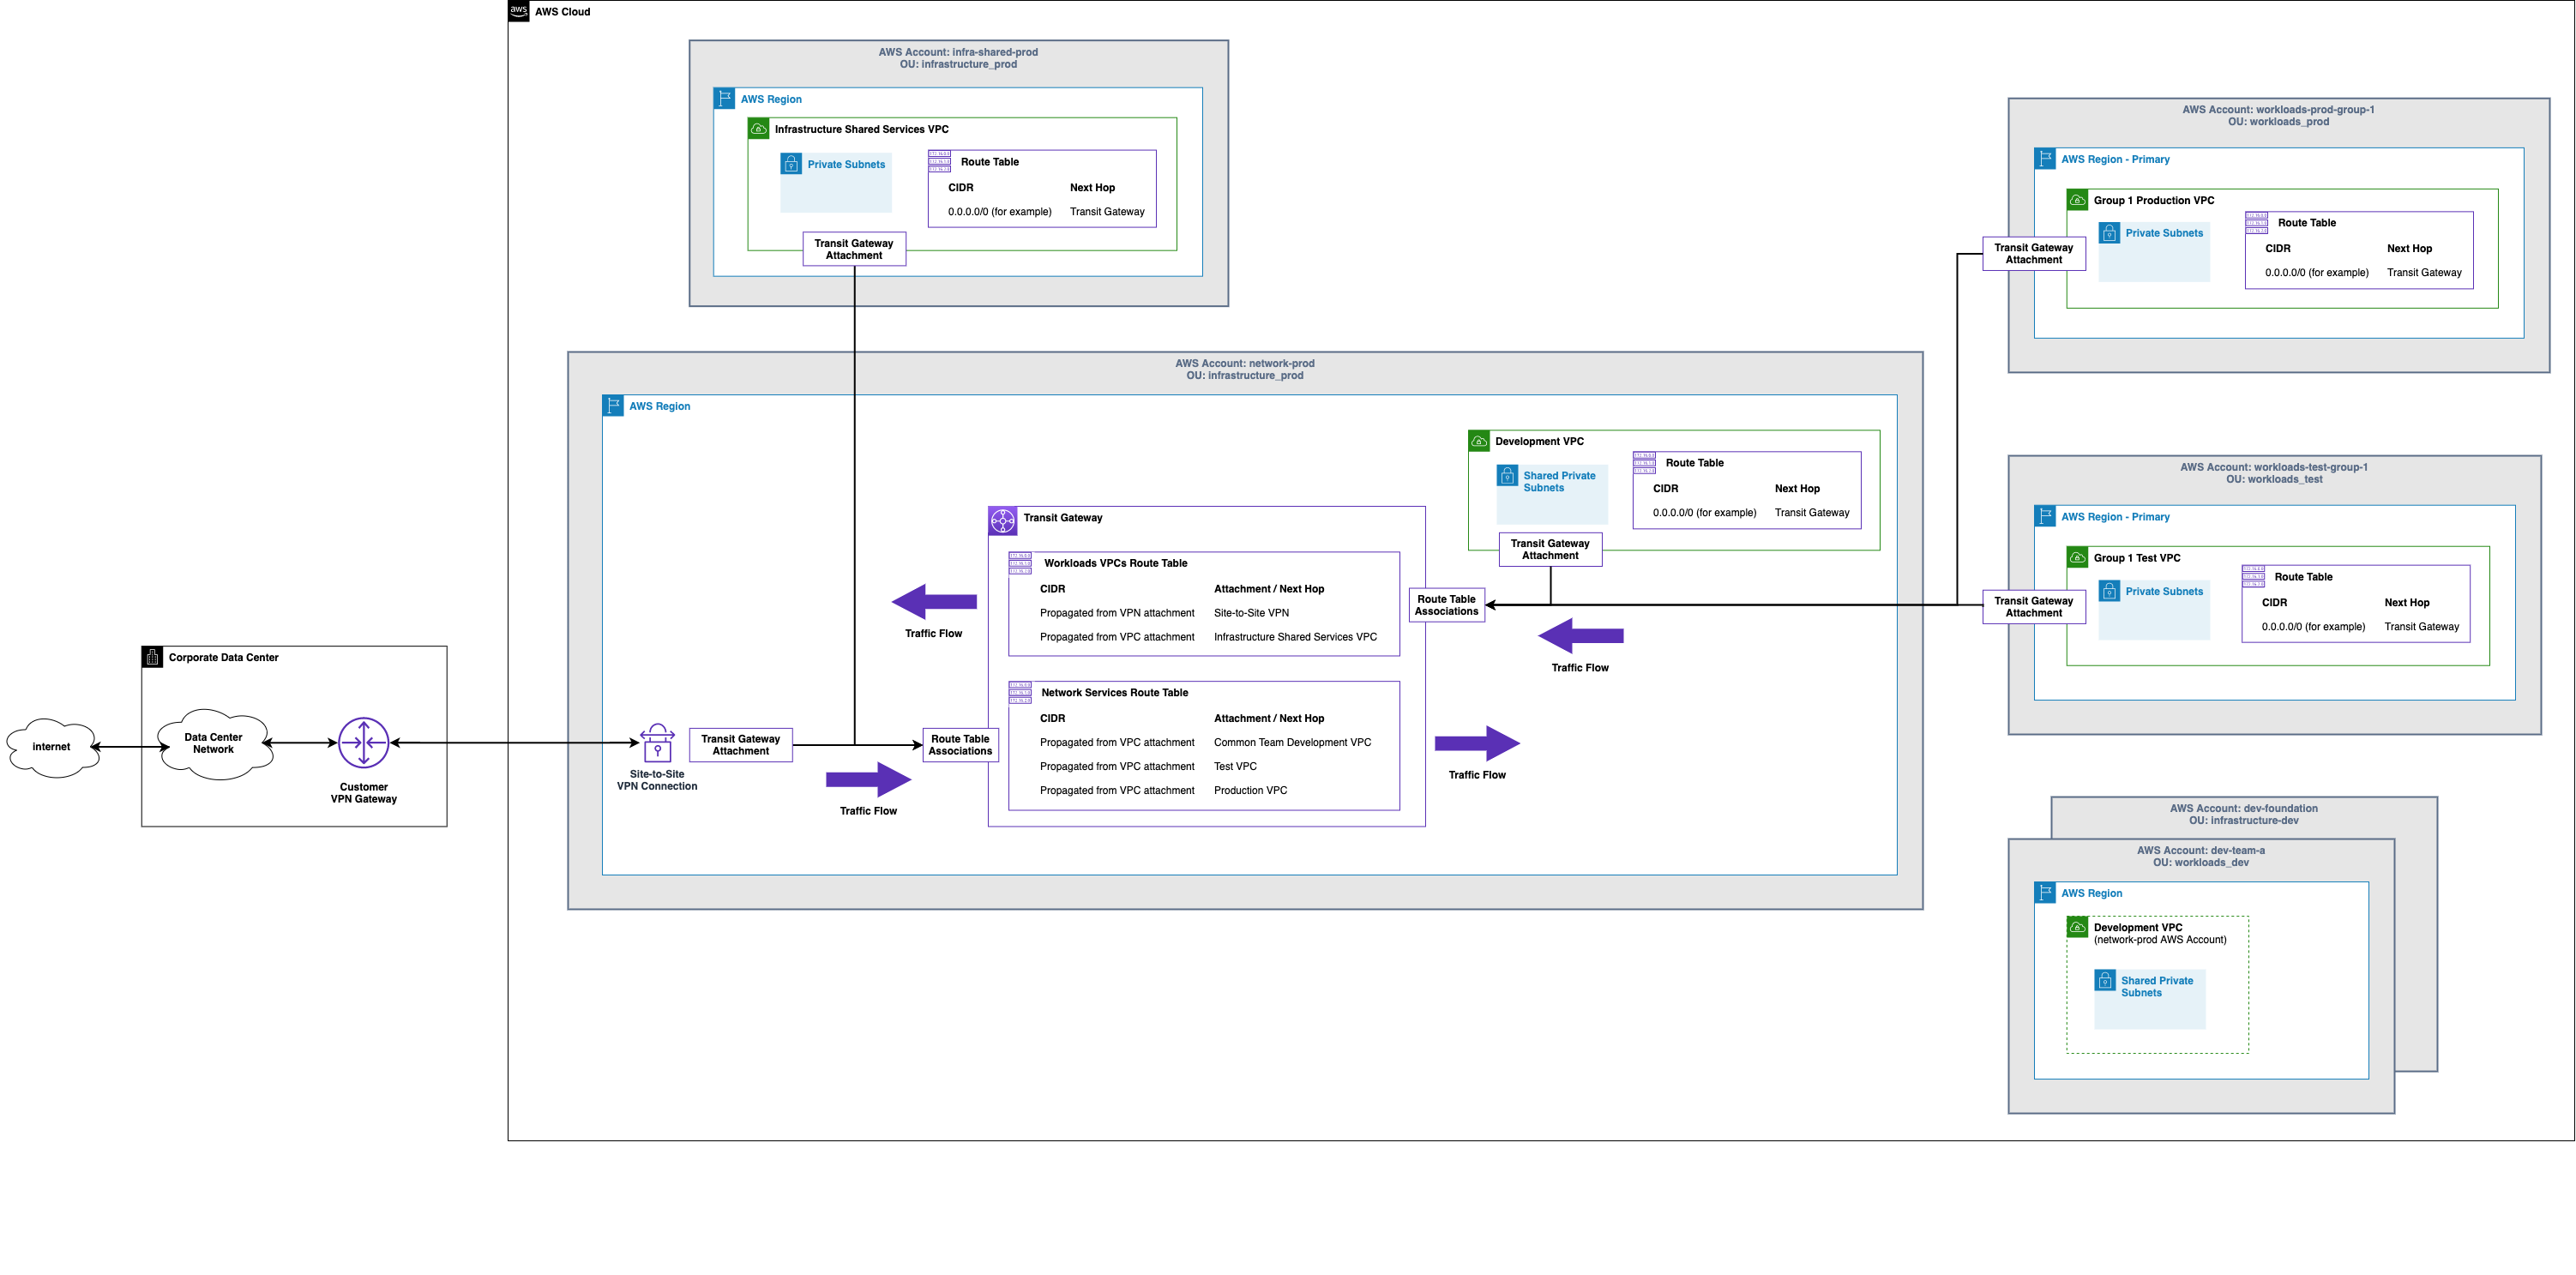 aws
AWS Cloud
AWS Account: infra-shared-prod
OU: infrastructure_prod
AWS Region
Infrastructure Shared Services VPC
Private Subnets
Route Table
CIDR Next Hop
0.0.0.0/0 (for example) Transit Gateway
Transit Gateway
Attachment
AWS Account: workloads-prod-group-1
OU: workloads_prod
AWS Region - Primary
Group 1 Production VPC
Private Subnets
Route Table
CIDR Next Hop
0.0.0.0/0 (for example) Transit Gateway
Transit Gateway
Attachment
AWS Account: network-prod
OU: infrastructure_prod
AWS Region
Development VPC
Shared Private
Subnets
Route Table
CIDR Next Hop
0.0.0.0/0 (for example) Transit Gateway
Transit Gateway
Attachment
Transit Gateway
Workloads VPCs Route Table
CIDR Attachment / Next Hop
Propagated from VPN attachment Site-to-Site VPN
Propagated from VPC attachment Infrastructure Shared Services VPC
Traffic Flow
Route Table
Associations
Traffic Flow
Network Services Route Table
CIDR Attachment / Next Hop
Propagated from VPC attachment Common Team Development VPC
Propagated from VPC attachment Test VPC
Propagated from VPC attachment Production VPC
Route Table
Associations
Traffic Flow
Traffic Flow
Transit Gateway
Attachment
Site-to-Site
VPN Connection
Corporate Data Center
internet
Data Center
Network
Customer
VPN Gateway
AWS Account: workloads-test-group-1
OU: workloads_test
AWS Region - Primary
Group 1 Test VPC
Private Subnets
Route Table
CIDR Next Hop
0.0.0.0/0 (for example) Transit Gateway
Transit Gateway
Attachment
AWS Account: dev-foundation
OU: infrastructure-dev
AWS Account: dev-team-a
OU: workloads_dev
AWS Region
Development VPC
(network-prod AWS Account)
Shared Private
Subnets